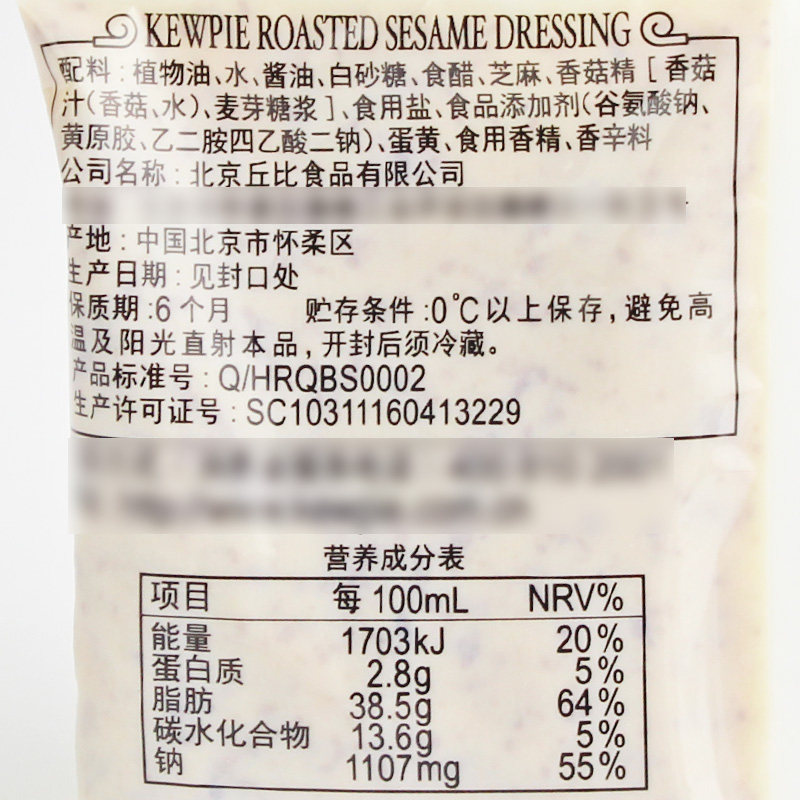 KEWPIE ROASTED SESAME DRESSING
配料:植物油、水、酱油、白砂糖、食醋、芝麻、香菇精[香菇
汁(香菇、水)、麦芽糖浆]、食用盐、食品添加剂(谷氨酸钠、
黄原胶、乙二胺四乙酸二钠)、蛋黄、食用香精、香辛料
公司名称:北京丘比食品有限公司
产地:中国北京市怀柔区
生产日期:见封口处
保质期:6个月 贮存条件:0℃以上保存,避免高
温及阳光直射本品,开封后须冷藏。
产品标准号:Q/HRQBS0002
生产许可证号:SC10311160413229
营养成分表
项目 每100mL NRV%
能量 1703kJ 20%
蛋白质 2.8g 5%
脂肪 38.5g 64%
碳水化合物 13.6g 5%
钠 1107mg 55%